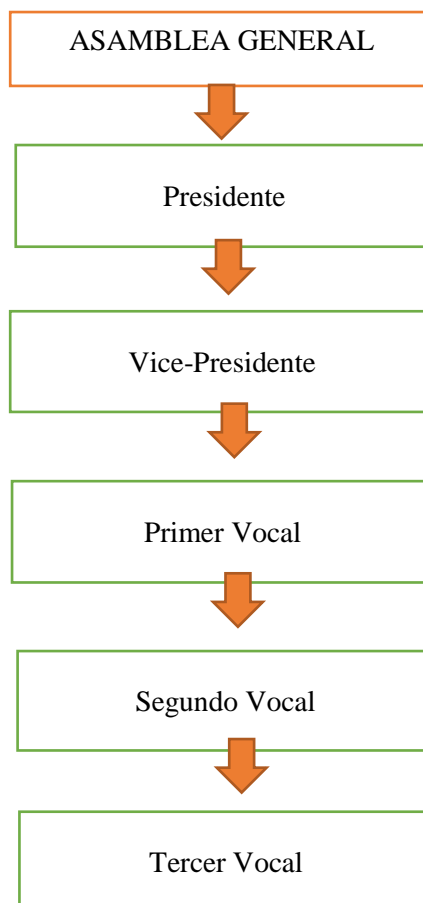 ASAMBLEA GENERAL
Presidente
Vice-Presidente
Primer Vocal
Segundo Vocal
Tercer Vocal